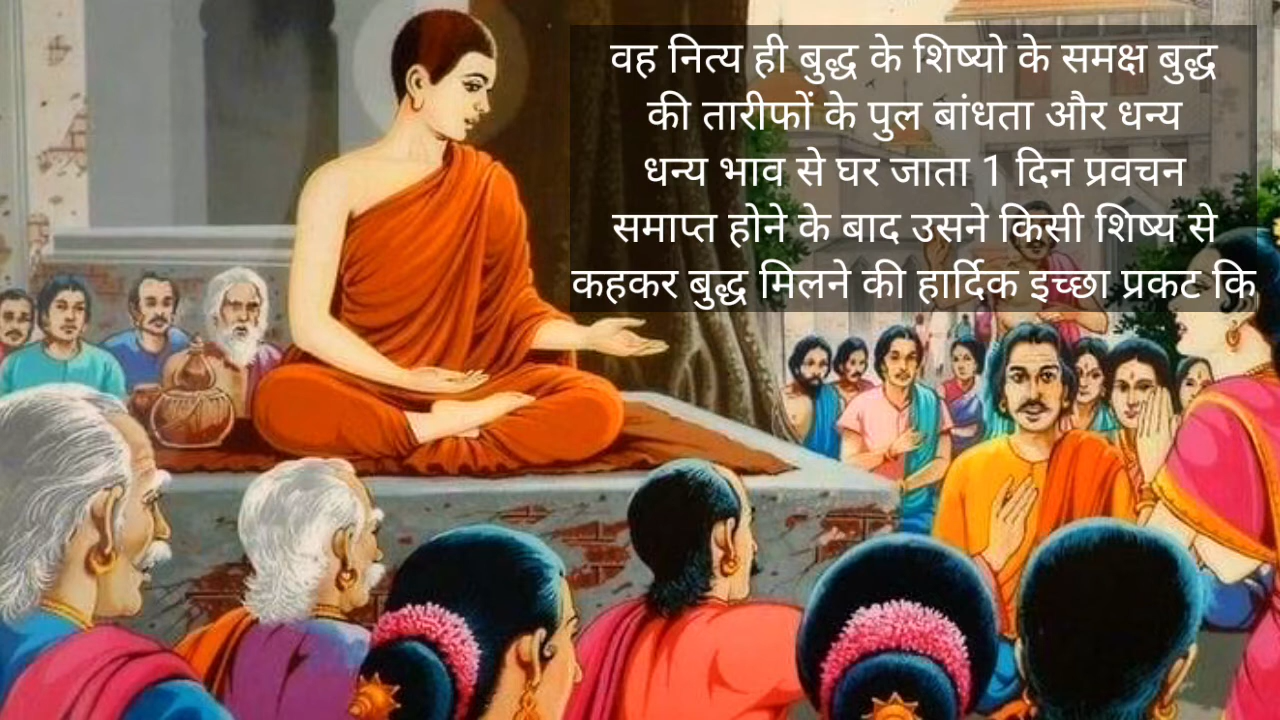 वह नित्य ही बुद्ध के शिष्यो के समक्ष बुद्ध
की तारीफों के पुल बांधता और धन्य
धन्य भाव से घर जाता 1 दिन प्रवचन
समाप्त होने के बाद उसने किसी शिष्य से
कहकर बुद्ध मिलने की हार्दिक इच्छा प्रकट कि